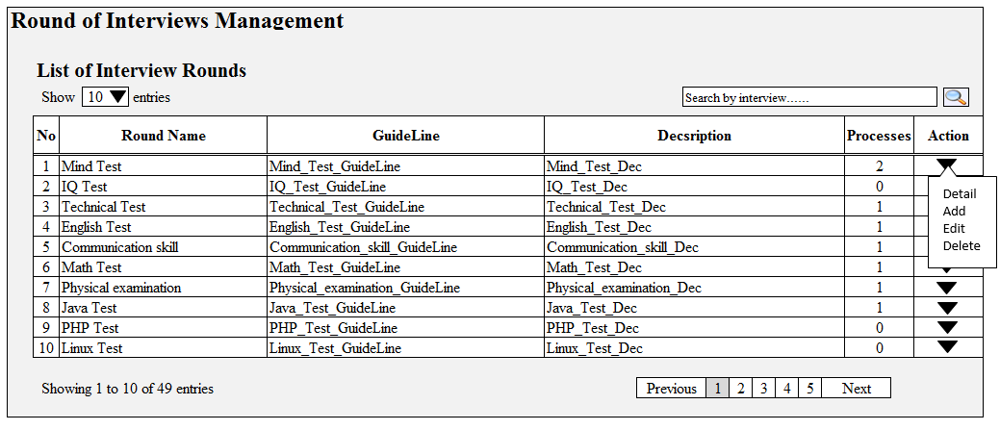 Round of Interviews Management
List of Interview Rounds
Show 10 entries
Search by interview......
No Round Name GuideLine Decsription Processes Action
1 Mind Test Mind_Test_GuideLine Mind_Test_Dec 2
2 IQ Test IQ_Test_GuideLine IQ_Test_Dec 0
3 Technical Test Technical_Test_GuideLine Technical_Test_Dec 1
4 English Test English_Test_GuideLine English_Test_Dec 1
5 Communication skill Communication_skill_GuideLine Communication_skill_Dec 1
6 Math Test Math_Test_GuideLine Math_Test_Dec 1
7 Physical examination Physical_examination_GuideLine Physical_examination_Dec 1
8 Java Test Java_Test_GuideLine Java_Test_Dec 1
9 PHP Test PHP_Test_GuideLine PHP_Test_Dec 0
10 Linux Test Linux_Test_GuideLine Linux_Test_Dec 0
Detail
Add
Edit
Delete
Showing 1 to 10 of 49 entries
Previous 1 2 3 4 5 Next